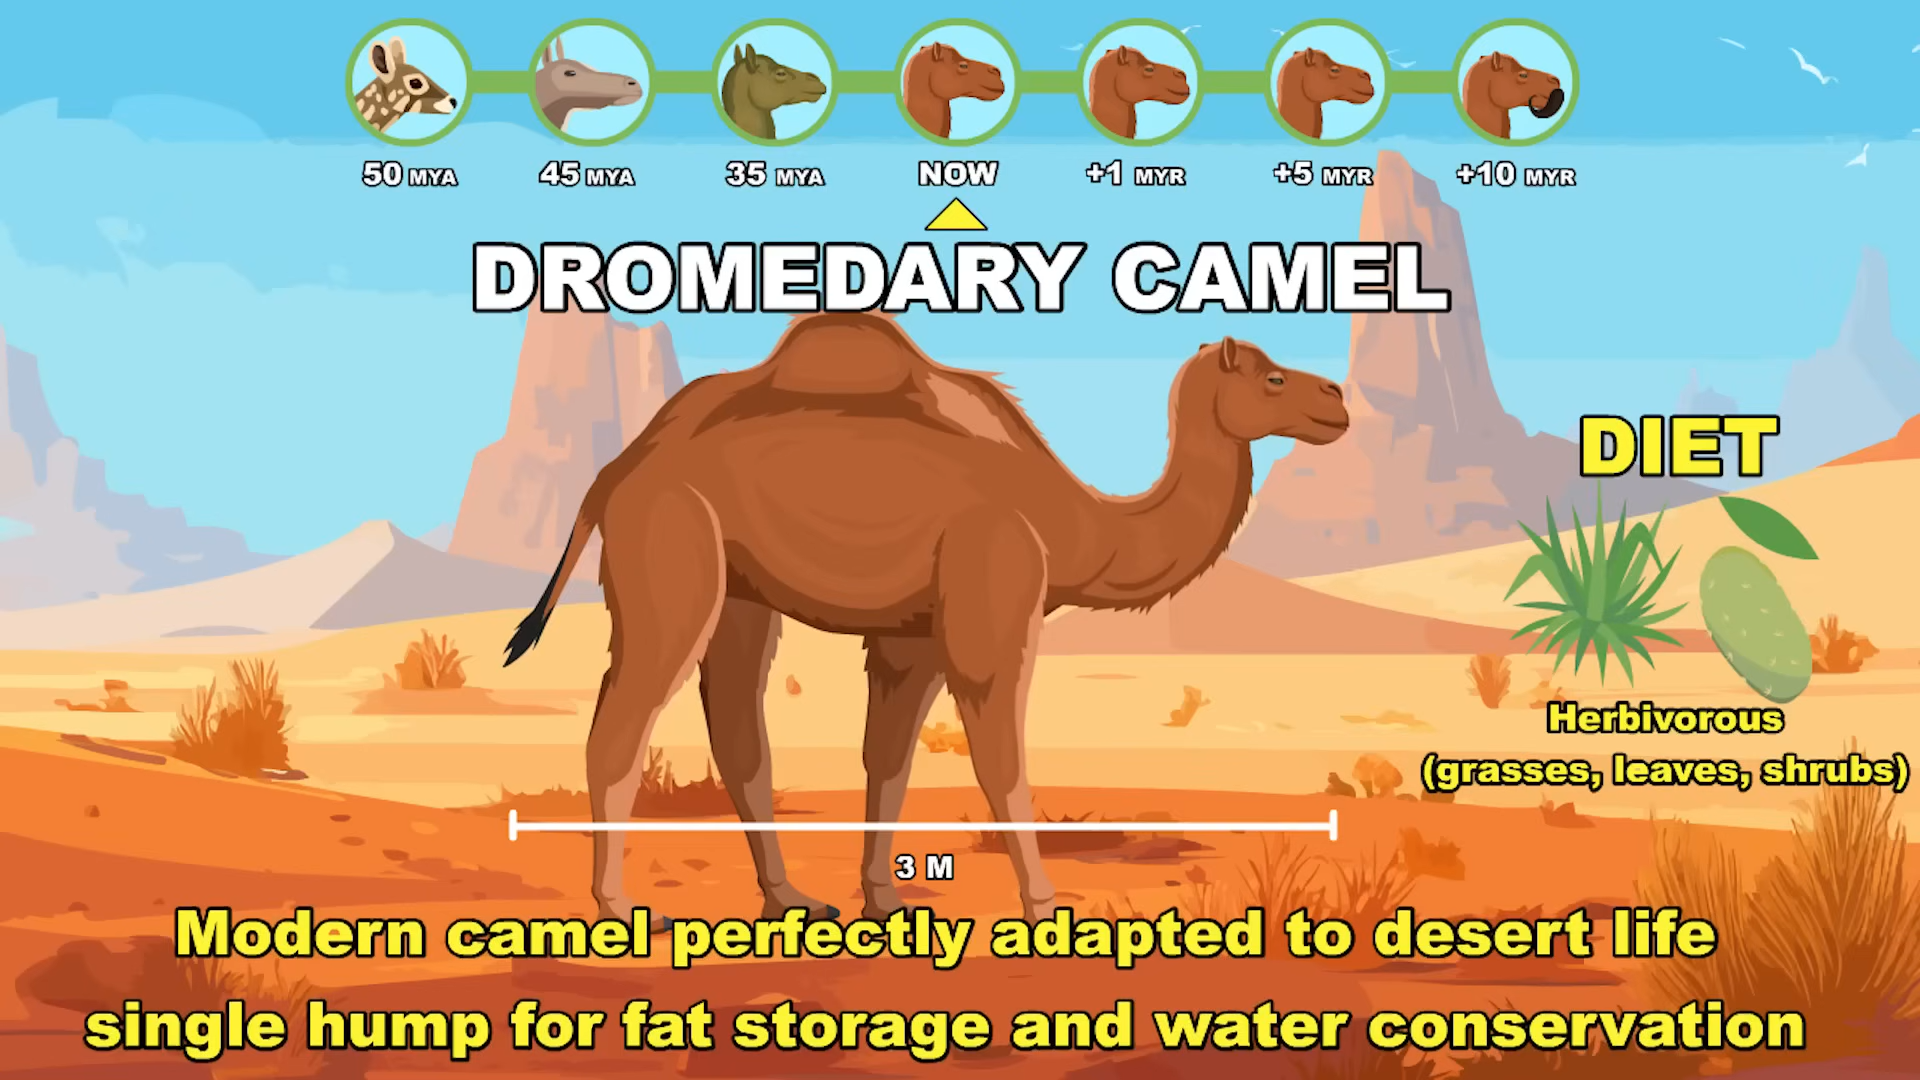 50 MYA
45 MYA
35 MYA
NOW
+1 MYR
+5 MYR
+10 MYR
DROMEDARY CAMEL
DIET
Herbivorous
(grasses, leaves, shrubs)
3 M
Modern camel perfectly adapted to desert life
single hump for fat storage and water conservation